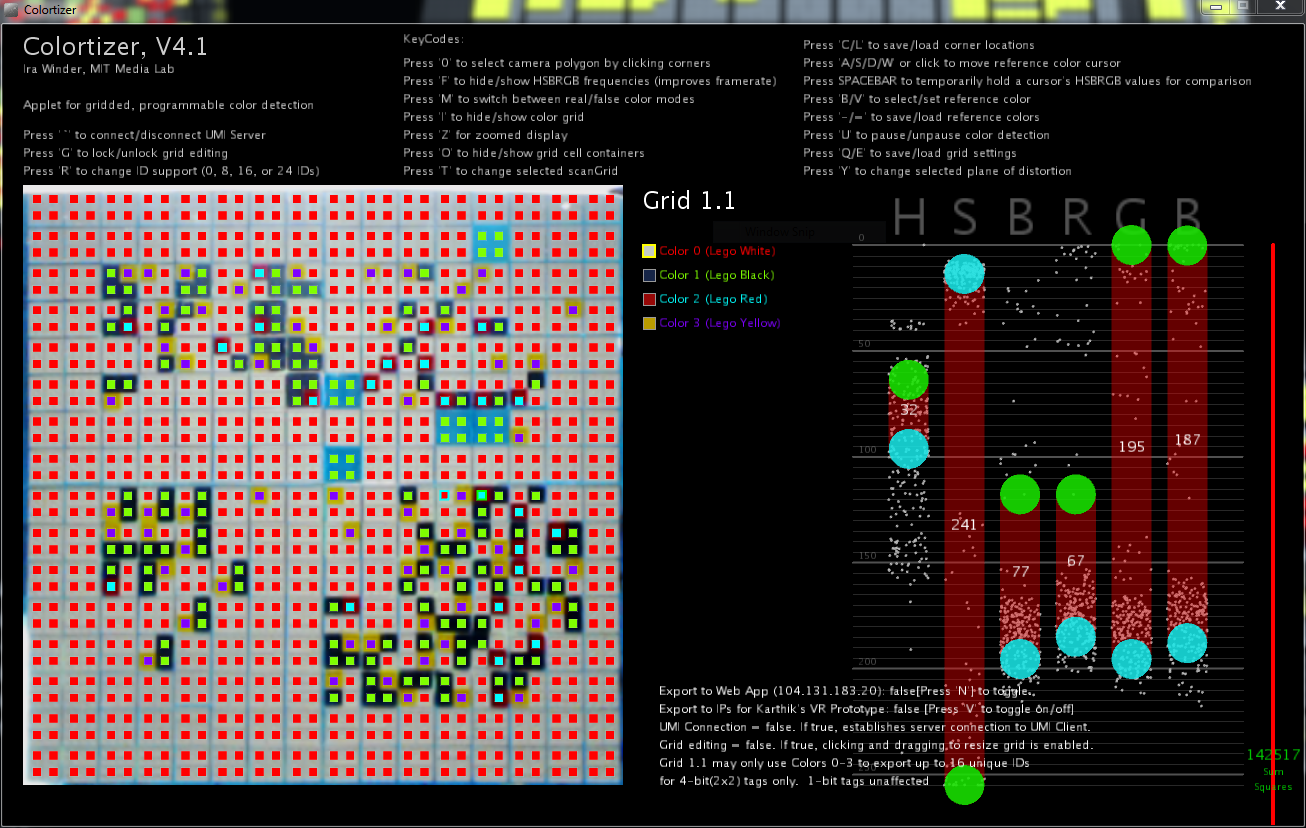 Colortizer
Colortizer, V4.1
Ira Winder, MIT Media Lab
Applet for gridded, programmable color detection
Press '`' to connect/disconnect UMI Server
Press 'G' to lock/unlock grid editing
Press 'R' to change ID support (0, 8, 16, or 24 IDs)
KeyCodes:
Press '0' to select camera polygon by clicking corners
Press 'F' to hide/show HSBRGB frequencies (improves framerate)
Press 'M' to switch between real/false color modes
Press 'I' to hide/show color grid
Press 'Z' for zoomed display
Press 'O' to hide/show grid cell containers
Press 'T' to change selected scanGrid
Press 'C/L' to save/load corner locations
Press 'A/S/D/W' or click to move reference color cursor
Press SPACEBAR to temporarily hold a cursor's HSBRGB values for comparison
Press 'B/V' to select/set reference color
Press '-/=' to save/load reference colors
Press 'U' to pause/unpause color detection
Press 'Q/E' to save/load grid settings
Press 'Y' to change selected plane of distortion
Grid 1.1
Window Snip
Color 0 (Lego White)
Color 1 (Lego Black)
Color 2 (Lego Red)
Color 3 (Lego Yellow)
H S B R G B
0
50
100
150
200
32
241
77
67
195
187
Export to Web App (104.131.183.20): false[Press 'N'] to toggle.
Export to IPs for Karthik's VR Prototype: false [Press 'V' to toggle on/off]
UMI Connection = false. If true, establishes server connection to UMI Client.
Grid editing = false. If true, clicking and dragging to resize grid is enabled.
Grid 1.1 may only use Colors 0-3 to export up to 16 unique IDs
for 4-bit(2x2) tags only. 1-bit tags unaffected
142517
Sum
Squares